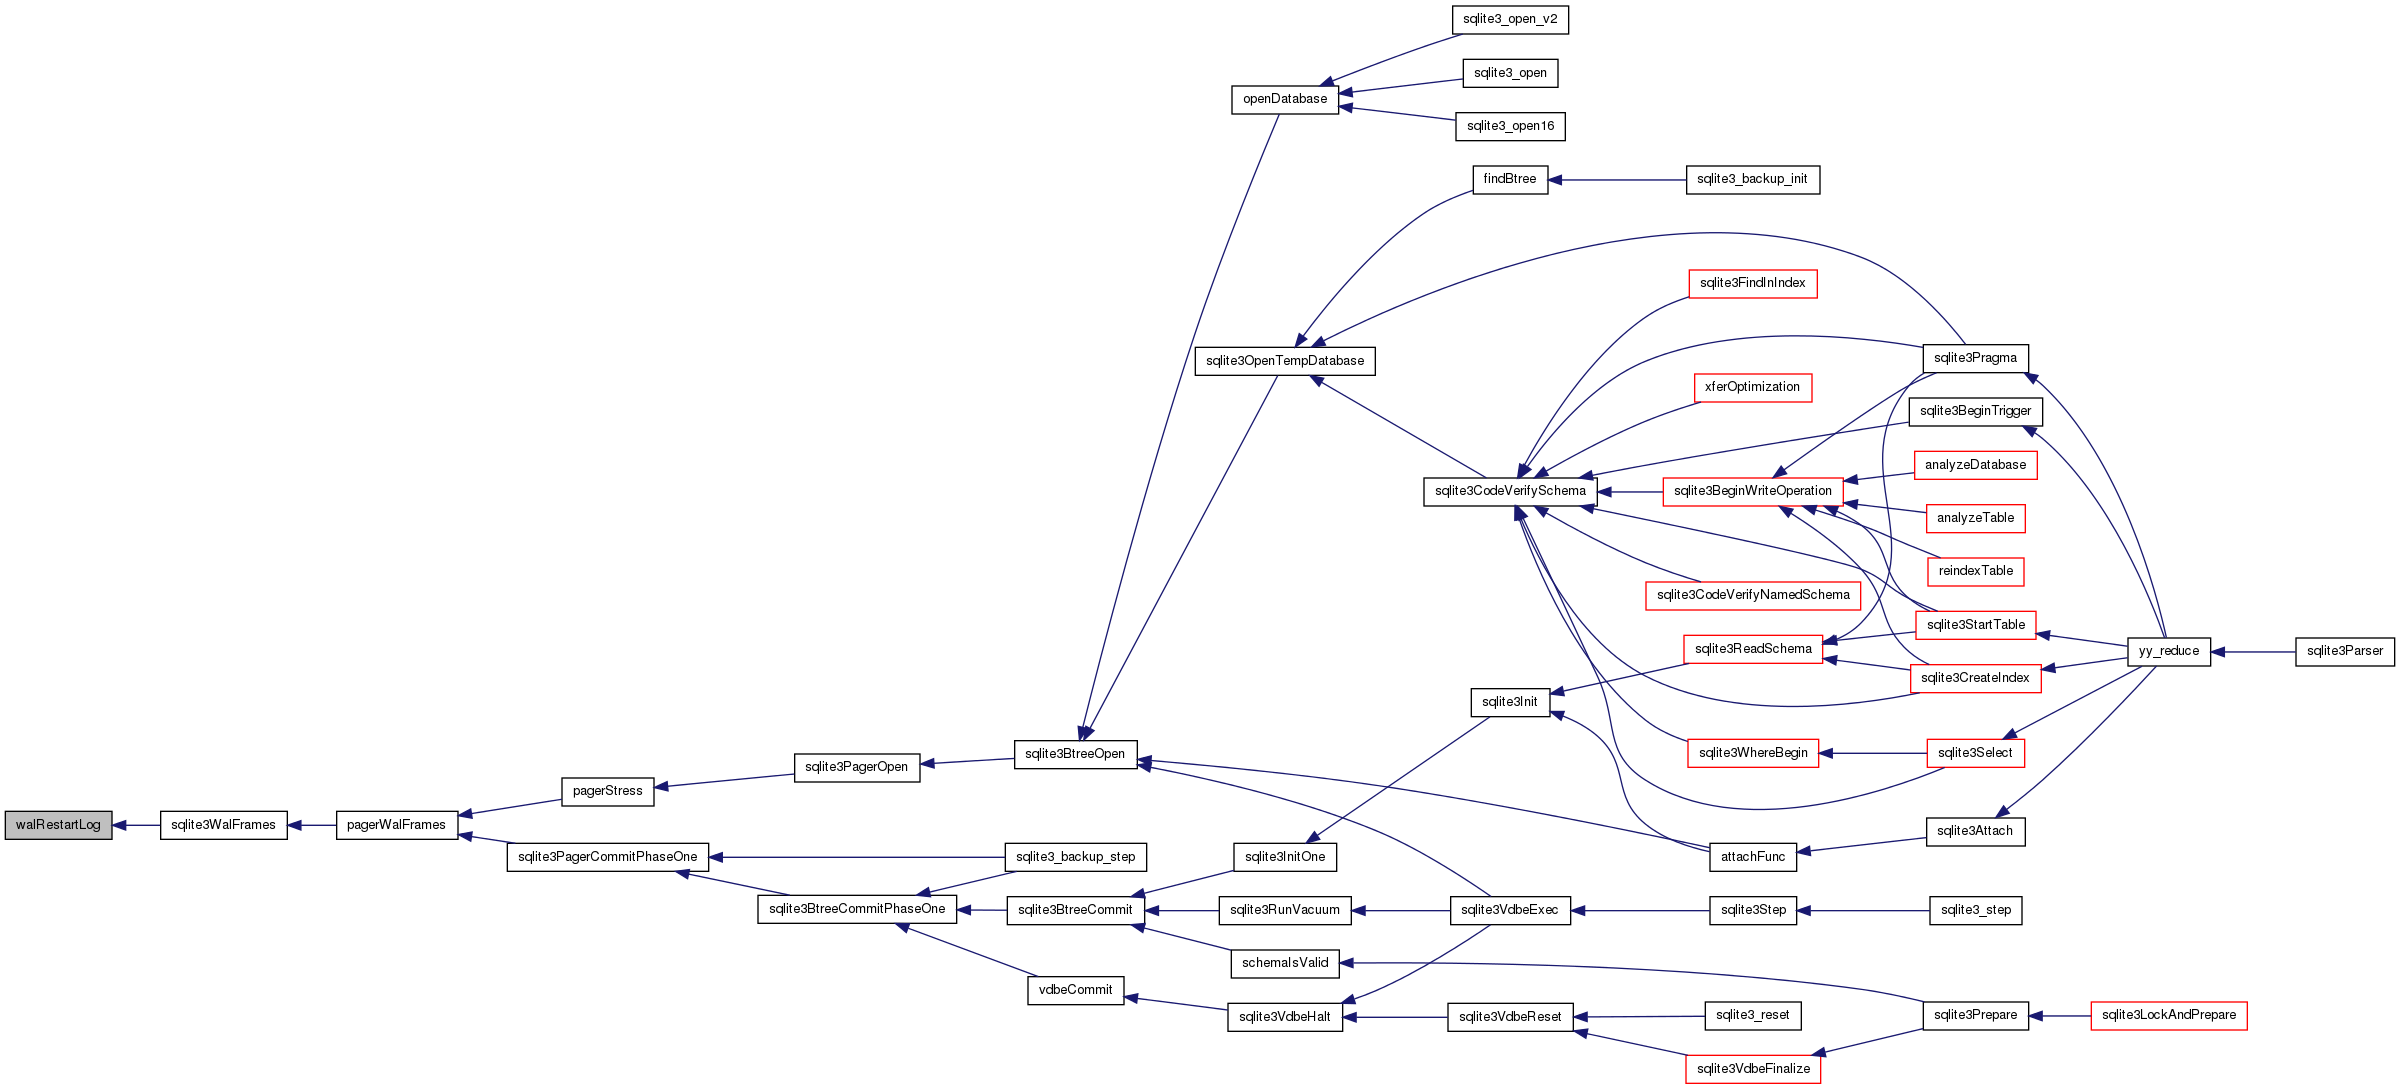 sqlite3_open_v2
sqlite3_open
openDatabase
sqlite3_open16
findBtree
sqlite3_backup_init
sqlite3FindInIndex
sqlite3OpenTempDatabase
sqlite3Pragma
xferOptimization
sqlite3BeginTrigger
analyzeDatabase
sqlite3CodeVerifySchema
sqlite3BeginWriteOperation
analyzeTable
reindexTable
sqlite3CodeVerifyNamedSchema
sqlite3StartTable
sqlite3ReadSchema
yy_reduce
sqlite3Parser
sqlite3CreateIndex
sqlite3Init
sqlite3BtreeOpen
sqlite3WhereBegin
sqlite3Select
sqlite3PagerOpen
pagerStress
walRestartLog
sqlite3WalFrames
pagerWalFrames
sqlite3Attach
sqlite3PagerCommitPhaseOne
sqlite3_backup_step
sqlite3InitOne
attachFunc
sqlite3BtreeCommitPhaseOne
sqlite3BtreeCommit
sqlite3RunVacuum
sqlite3VdbeExec
sqlite3Step
sqlite3_step
schemaIsValid
vdbeCommit
sqlite3VdbeHalt
sqlite3VdbeReset
sqlite3_reset
sqlite3Prepare
sqlite3LockAndPrepare
sqlite3VdbeFinalize